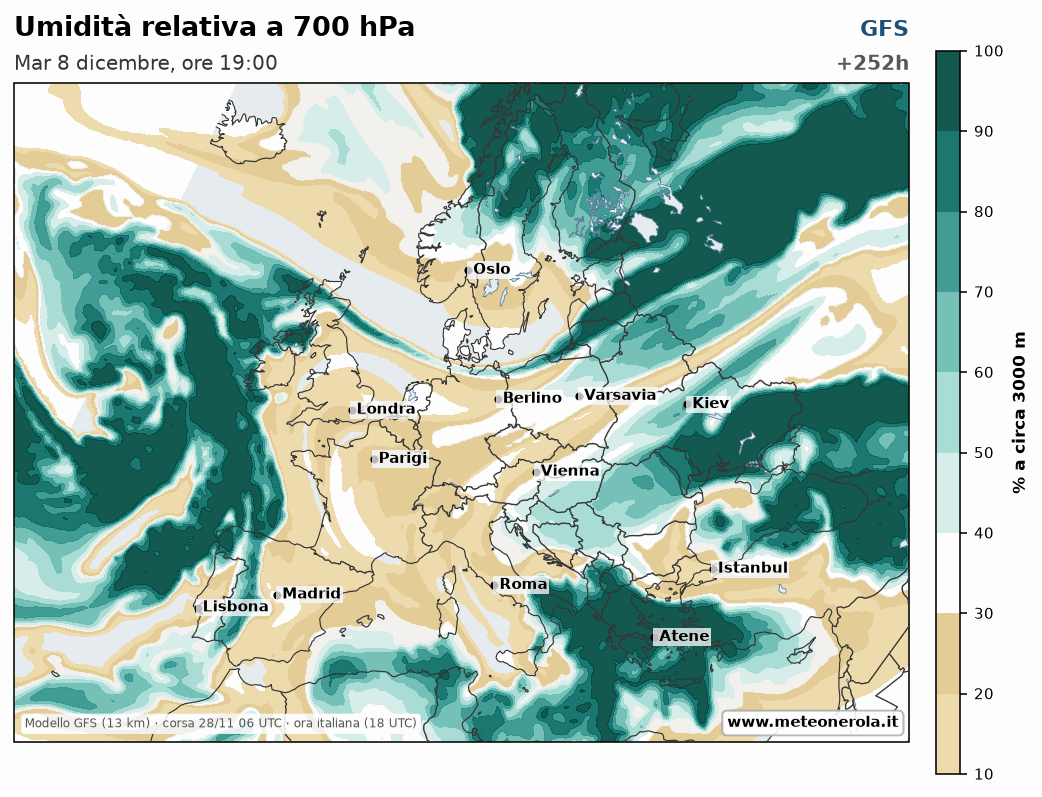 Umidità relativa a 700 hPa
GFS
Mar 8 dicembre, ore 19:00
+252h
100
90
80
70
60
50
40
30
20
10
% a circa 3000 m
Oslo
Berlino
Varsavia
Kiev
Londra
Parigi
Vienna
Istanbul
Roma
Madrid
Lisbona
Atene
Modello GFS (13 km) · corsa 28/11 06 UTC · ora italiana (18 UTC)
www.meteonerola.it